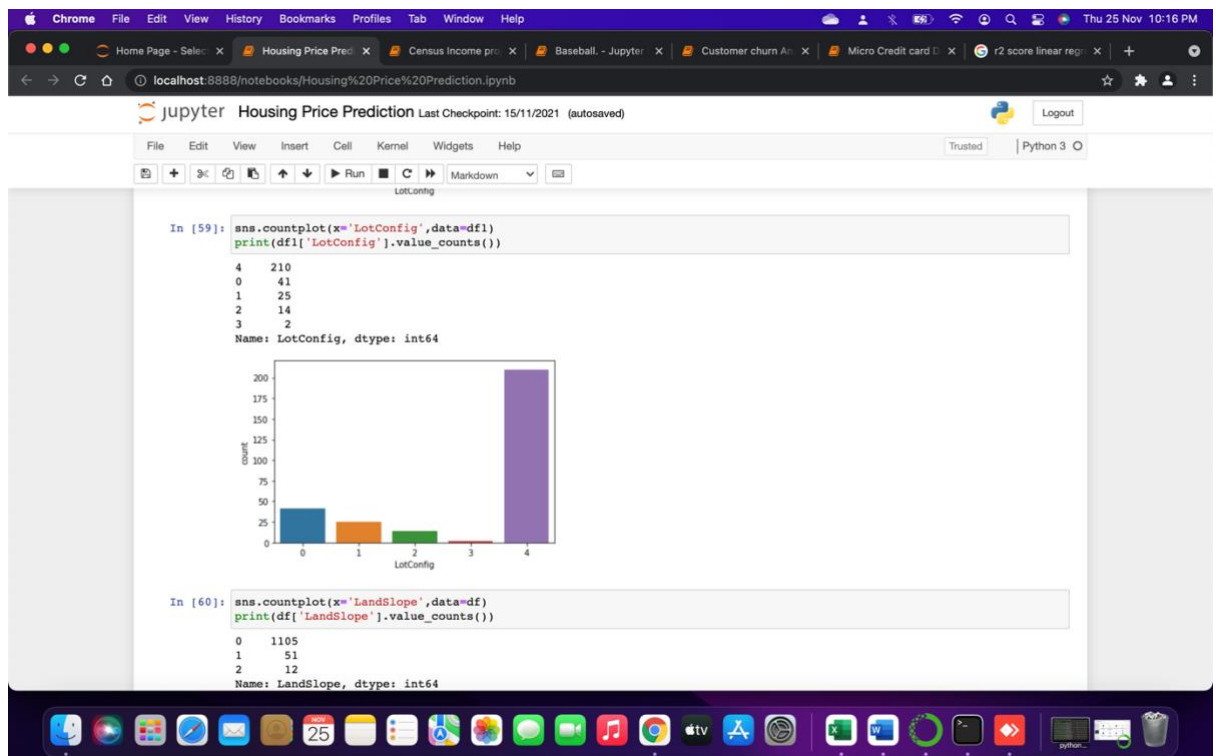 Chrome File Edit View History Bookmarks Profiles Tab Window Help Thu 25 Nov 10:16 PM
Home Page - Selec Housing Price Pred Census Income pro Baseball. - Jupyter Customer churn An Micro Credit card D r2 score linear regr
localhost:8888/notebooks/Housing%20Price%20Prediction.ipynb
jupyter Housing Price Prediction Last Checkpoint: 15/11/2021 (autosaved) Logout
File Edit View Insert Cell Kernel Widgets Help Trusted Python 3
Run Markdown
LotConfig
In [59]: sns.countplot(x='LotConfig',data=df1)
print(df1['LotConfig'].value_counts())
4 210
0 41
1 25
2 14
3 2
Name: LotConfig, dtype: int64
200
175
150
125
100
75
50
25
0
count
0 1 2 3 4
LotConfig
In [60]: sns.countplot(x='LandSlope',data=df)
print(df['LandSlope'].value_counts())
0 1105
1 51
2 12
Name: LandSlope, dtype: int64
NOV
25
tv
python...